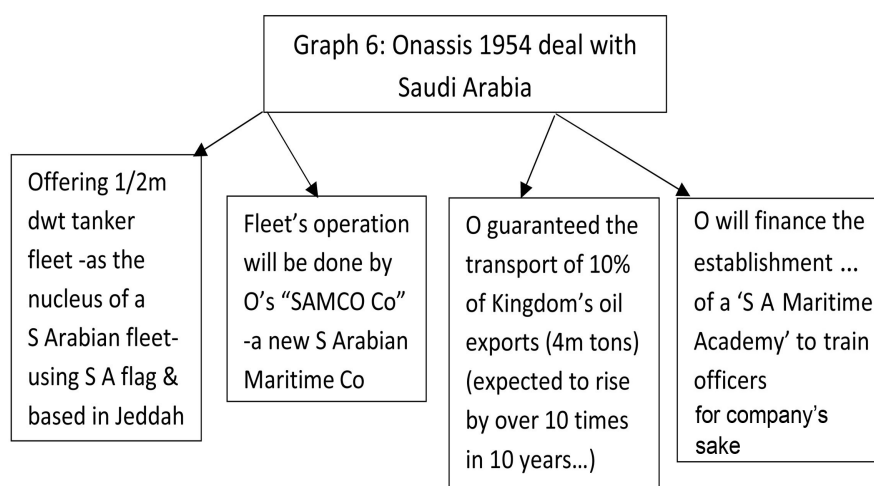 Graph 6: Onassis 1954 deal with
Saudi Arabia
Offering 1/2m
dwt tanker
fleet -as the
nucleus of a
S Arabian fleet-
using S A flag &
based in Jeddah
Fleet's operation
will be done by
O's “SAMCO Co”
-a new S Arabian
Maritime Co
O guaranteed the
transport of 10%
of Kingdom's oil
exports (4m tons)
(expected to rise
by over 10 times
in 10 years...)
O will finance the
establishment ...
of a ‘S A Maritime
Academy’ to train
officers
for company's
sake